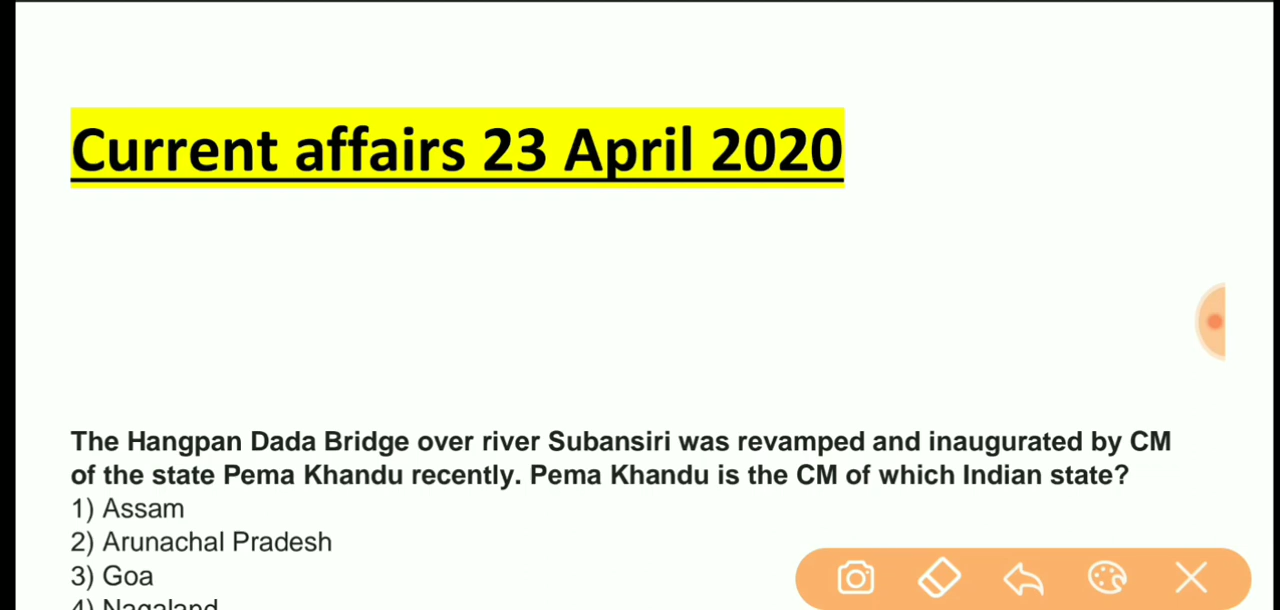 Current affairs 23 April 2020
The Hangpan Dada Bridge over river Subansiri was revamped and inaugurated by CM
of the state Pema Khandu recently. Pema Khandu is the CM of which Indian state?
1) Assam
2) Arunachal Pradesh
3) Goa
4) Nagaland